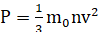 P = 1/3 m₀nv²